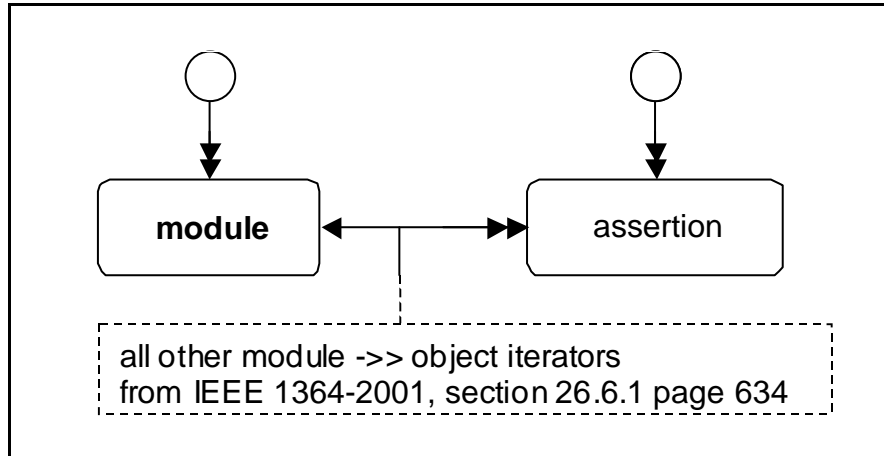 module
assertion
all other module ->> object iterators
from IEEE 1364-2001, section 26.6.1 page 634